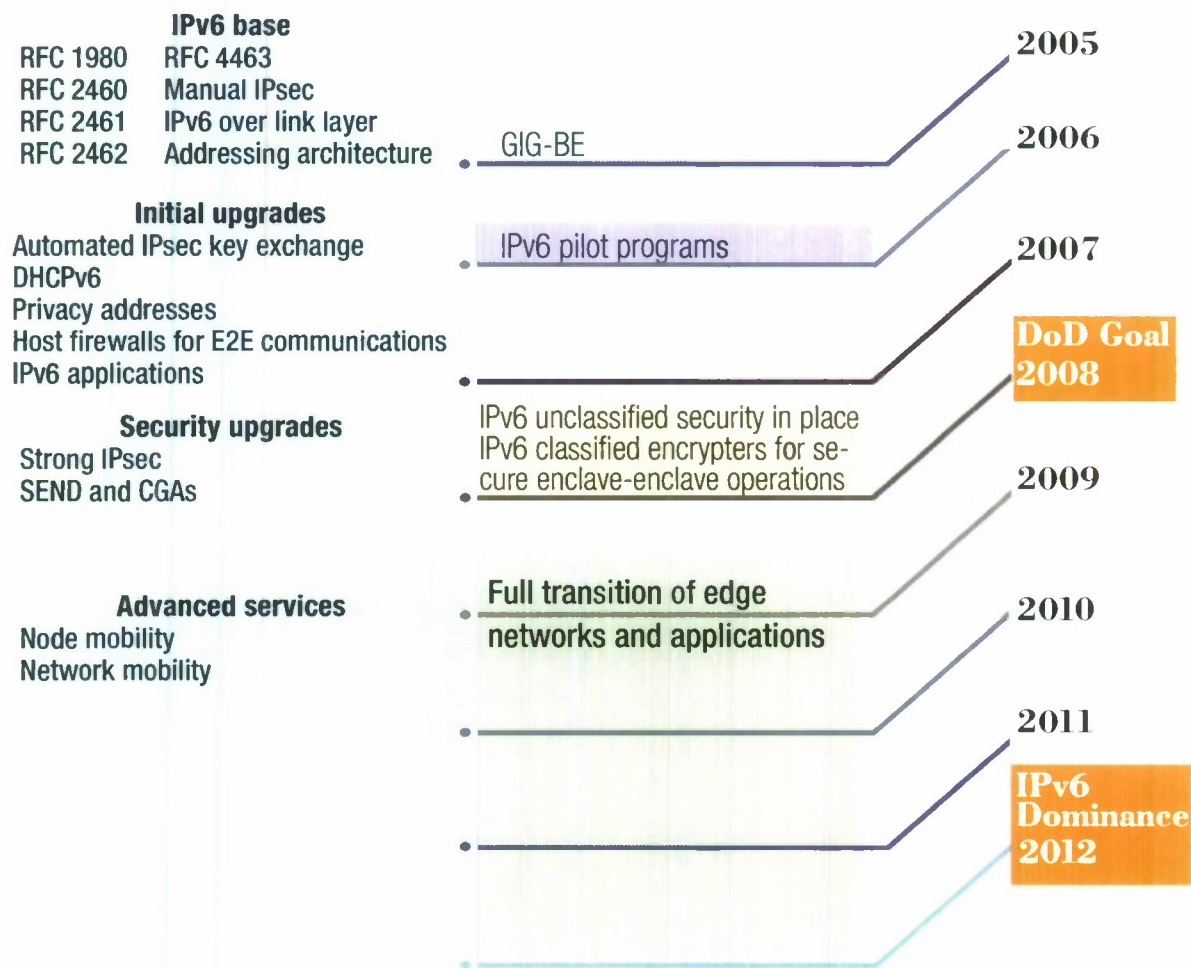 IPv6 base
RFC 1980 RFC 4463
RFC 2460 Manual IPsec
RFC 2461 IPv6 over link layer
RFC 2462 Addressing architecture
GIG-BE
2005
Initial upgrades
Automated IPsec key exchange
DHCPv6
Privacy addresses
Host firewalls for E2E communications
IPv6 applications
IPv6 pilot programs
2006
2007
Security upgrades
Strong IPsec
SEND and CGAs
IPv6 unclassified security in place
IPv6 classified encrypters for se-
cure enclave-enclave operations
DoD Goal
2008
Advanced services
Node mobility
Network mobility
Full transition of edge
networks and applications
2009
2010
2011
IPv6
Dominance
2012